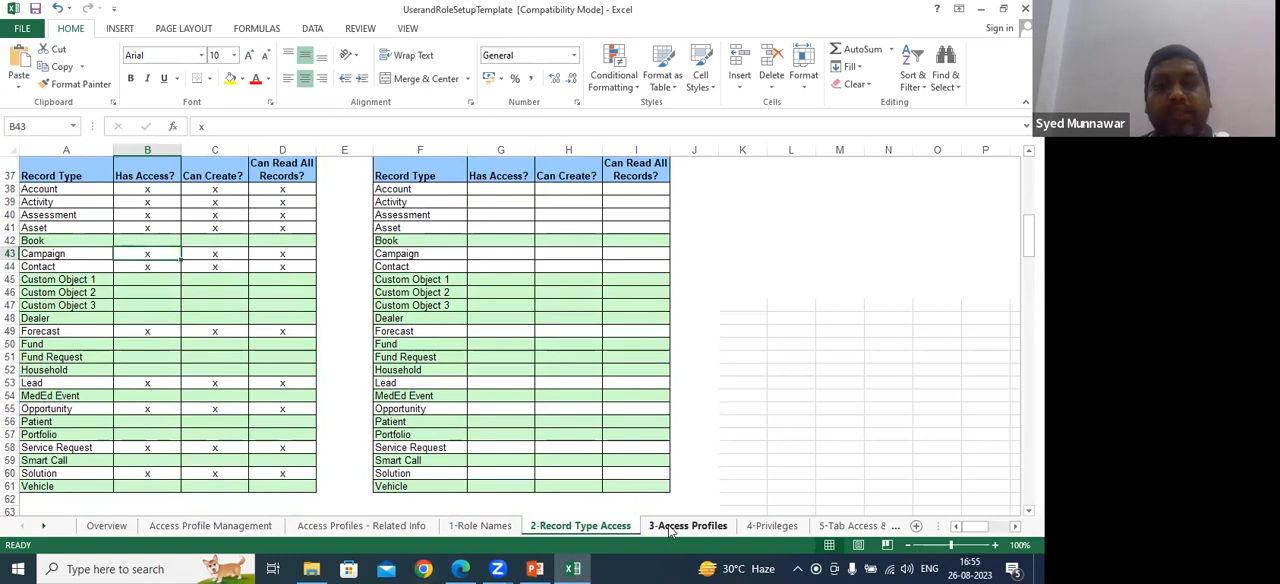 UserandRoleSetupTemplate [Compatibility Mode] - Excel
Sign in
FILE HOME INSERT PAGE LAYOUT FORMULAS DATA REVIEW VIEW
Paste
Cut
Copy
Format Painter
Clipboard
Arial 10
B I U
Font
Wrap Text
Merge & Center
Alignment
General
Number
Conditional Formatting
Format as Table
Cell Styles
Styles
Insert
Delete
Format
Cells
AutoSum
Fill
Clear
Sort & Filter
Find & Select
Editing
Syed Munnawar
B43 fx x
A B C D E F G H I J K L M N O P
37 Record Type Has Access? Can Create? Can Read All Records? Record Type Has Access? Can Create? Can Read All Records?
38 Account x x x Account
39 Activity x x x Activity
40 Assessment x x x Assessment
41 Asset x x x Asset
42 Book Book
43 Campaign x x x Campaign
44 Contact x x x Contact
45 Custom Object 1 Custom Object 1
46 Custom Object 2 Custom Object 2
47 Custom Object 3 Custom Object 3
48 Dealer Dealer
49 Forecast x x x Forecast
50 Fund Fund
51 Fund Request Fund Request
52 Household Household
53 Lead x x x Lead
54 MedEd Event MedEd Event
55 Opportunity x x x Opportunity
56 Patient Patient
57 Portfolio Portfolio
58 Service Request x x x Service Request
59 Smart Call Smart Call
60 Solution x x x Solution
61 Vehicle Vehicle
62
63
Overview Access Profile Management Access Profiles - Related Info 1-Role Names 2-Record Type Access 3-Access Profiles 4-Privileges 5-Tab Access & ...
READY 100%
Type here to search
30°C Haze
ENG
16:55
26-08-2023
5